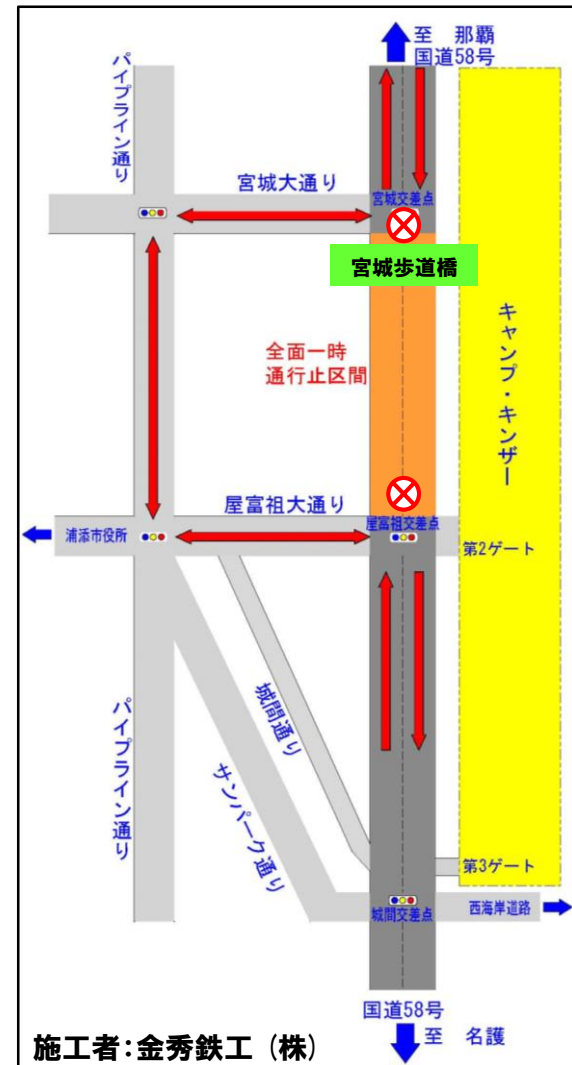 至 那覇
国道58号
パイプライン通り
宮城大通り
宮城交差点
宮城歩道橋
全面一時
通行止区間
キャンプ・キンザー
屋富祖大通り
屋富祖交差点
浦添市役所
第2ゲート
城間通り
パイプライン通り
サンパーク通り
第3ゲート
城間交差点
西海岸道路
国道58号
至 名護
施工者:金秀鉄工(株)